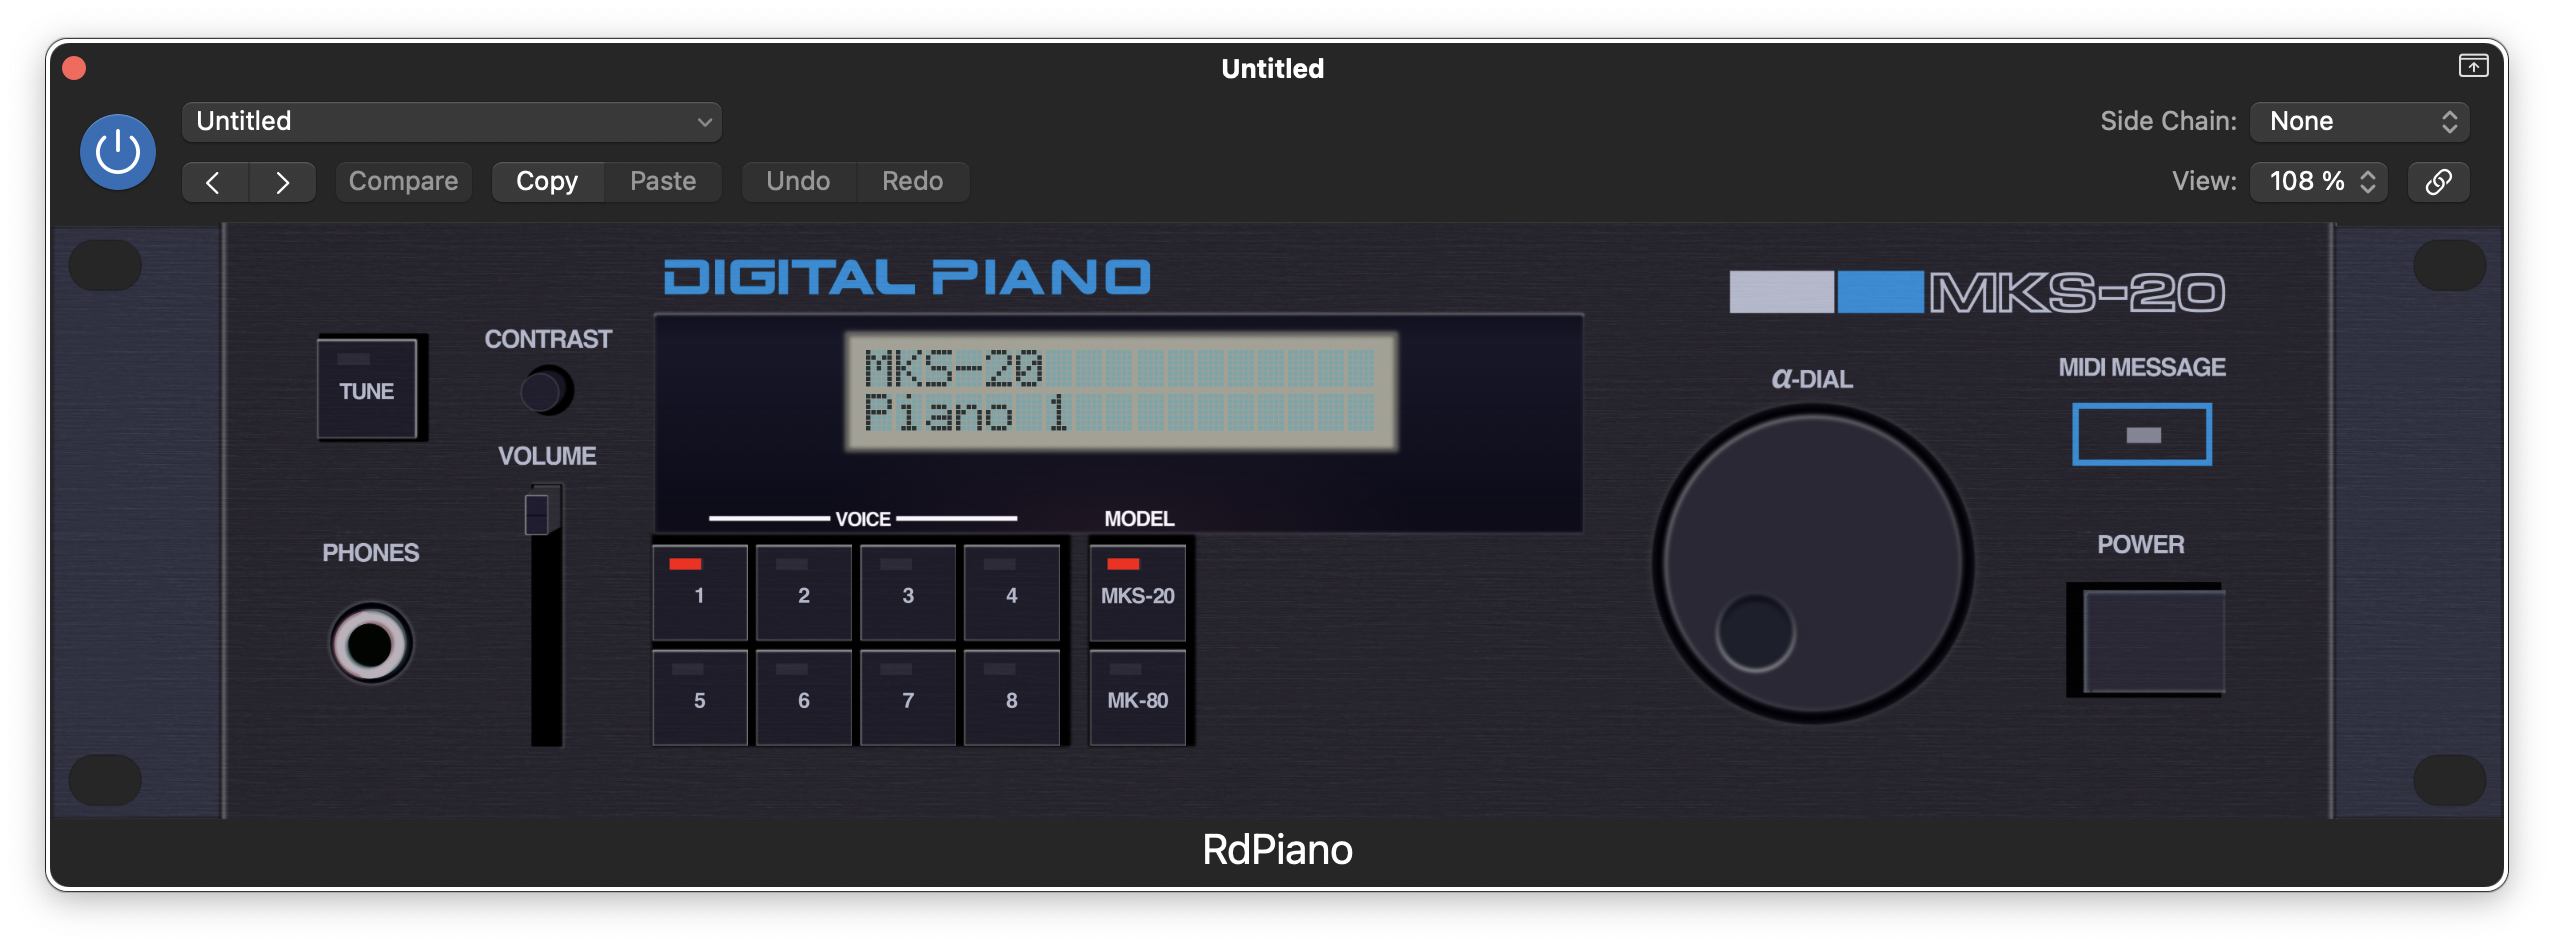 Untitled
Untitled
Side Chain: None
Compare Copy Paste Undo Redo
View: 108 %
DIGITAL PIANO
MKS-20
CONTRAST
MKS-20
Piano 1
α-DIAL
MIDI MESSAGE
TUNE
VOLUME
VOICE MODEL
PHONES
POWER
1 2 3 4 MKS-20
5 6 7 8 MK-80
RdPiano